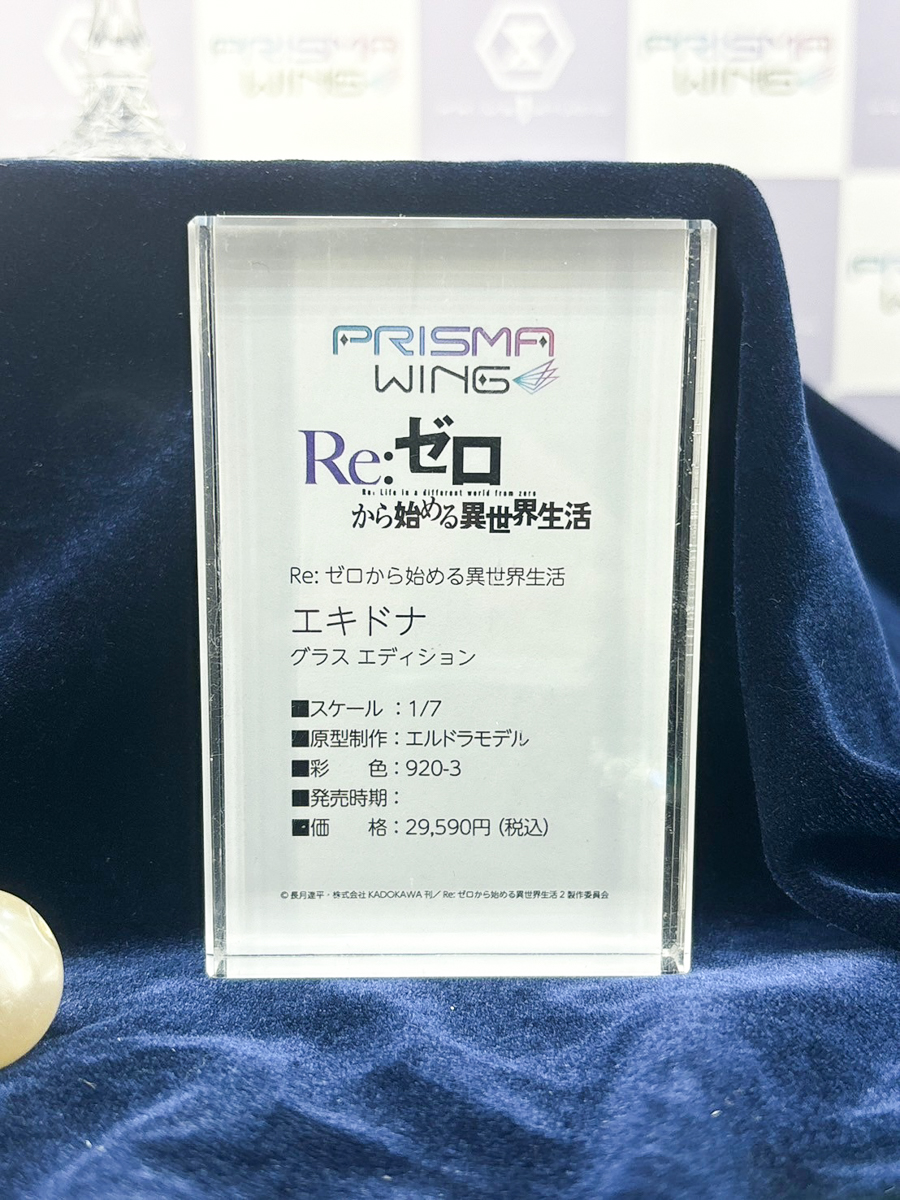 PRISMA
WING
PRISMA
WING
PRISMA
WING
Re:ゼロ
Re: Life in a different world from zero
から始める異世界生活
Re: ゼロから始める異世界生活
エキドナ
グラス エディション
■スケール ：1/7
■原型制作：エルドラモデル
■彩　　色：920-3
■発売時期：
■価　　格：29,590円 (税込)
© 長月達平・株式会社 KADOKAWA 刊／ Re: ゼロから始める異世界生活 2 製作委員会